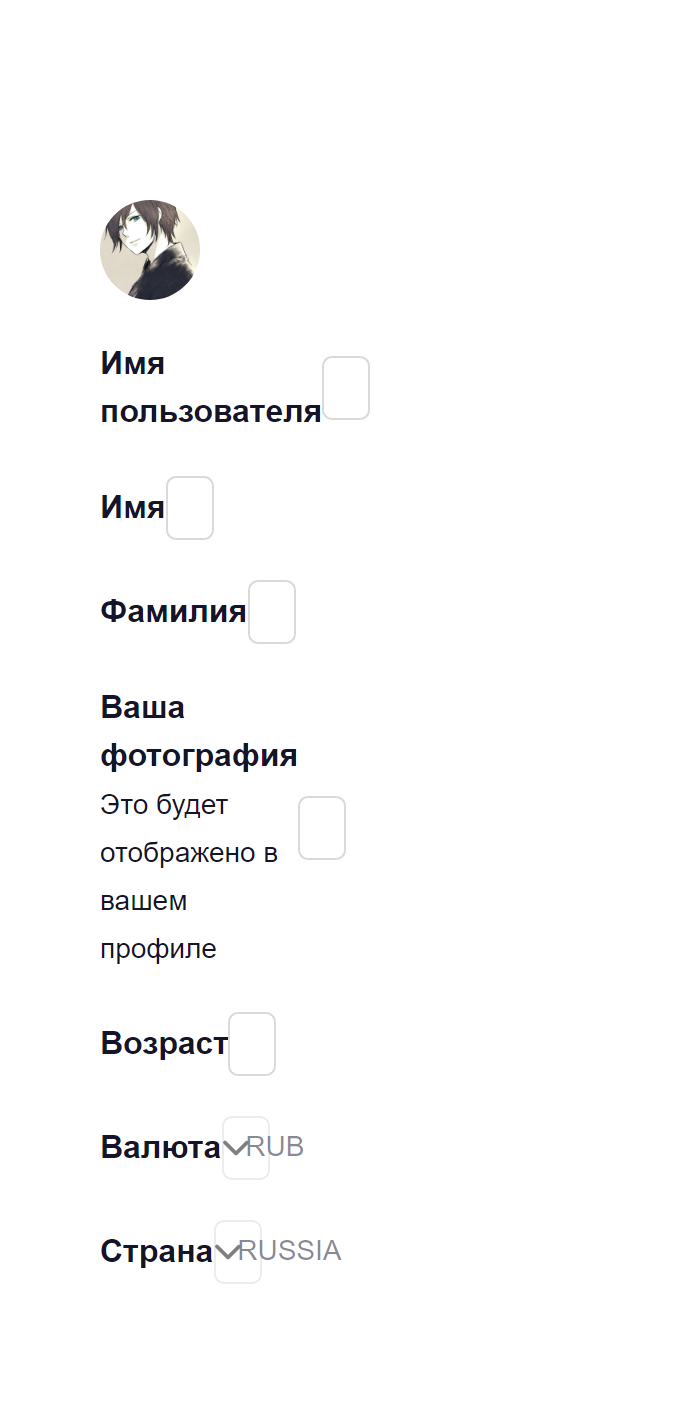 Имя
пользователя
Имя
Фамилия
Ваша
фотография
Это будет
отображено в
вашем
профиле
Возраст
Валюта RUB
Страна RUSSIA